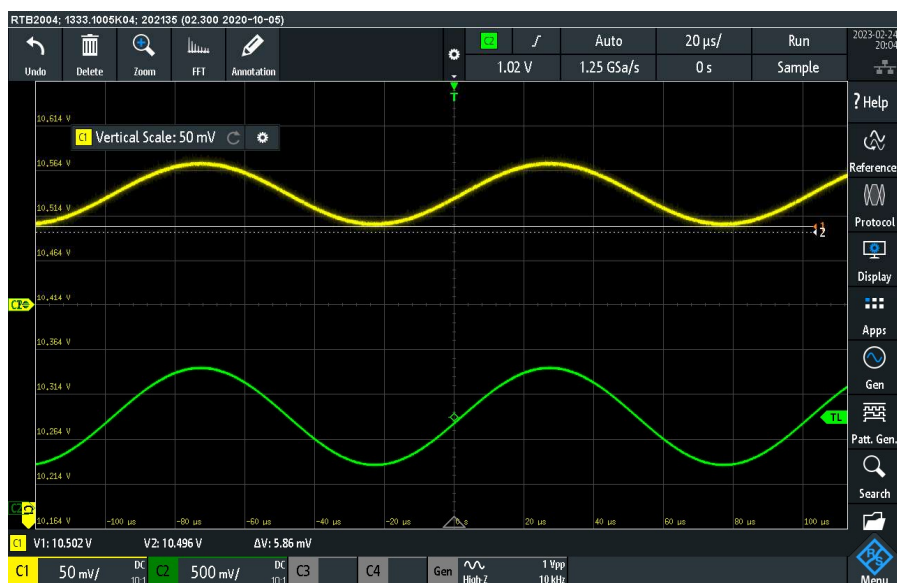 RTB2004; 1333.1005K04; 202135 (02.300 2020-10-05)
Undo Delete Zoom FFT Annotation
C2 Auto 20 µs/ Run
1.02 V 1.25 GSa/s 0 s Sample
2023-02-24
20:04
T
? Help
10.614 V
C1 Vertical Scale: 50 mV
Reference
10.564 V
Protocol
10.514 V
1
2
10.464 V
Display
10.414 V
Apps
10.364 V
Gen
10.314 V
TL
Patt. Gen.
10.264 V
Search
10.214 V
10.164 V -100 µs -80 µs -60 µs -40 µs -20 µs 0 s 20 µs 40 µs 60 µs 80 µs 100 µs
C1 V1: 10.502 V V2: 10.496 V ΔV: 5.86 mV
C1 50 mV/ DC 10:1 C2 500 mV/ DC 10:1 C3 C4 Gen High-Z 1 Vpp 10 kHz
Menu